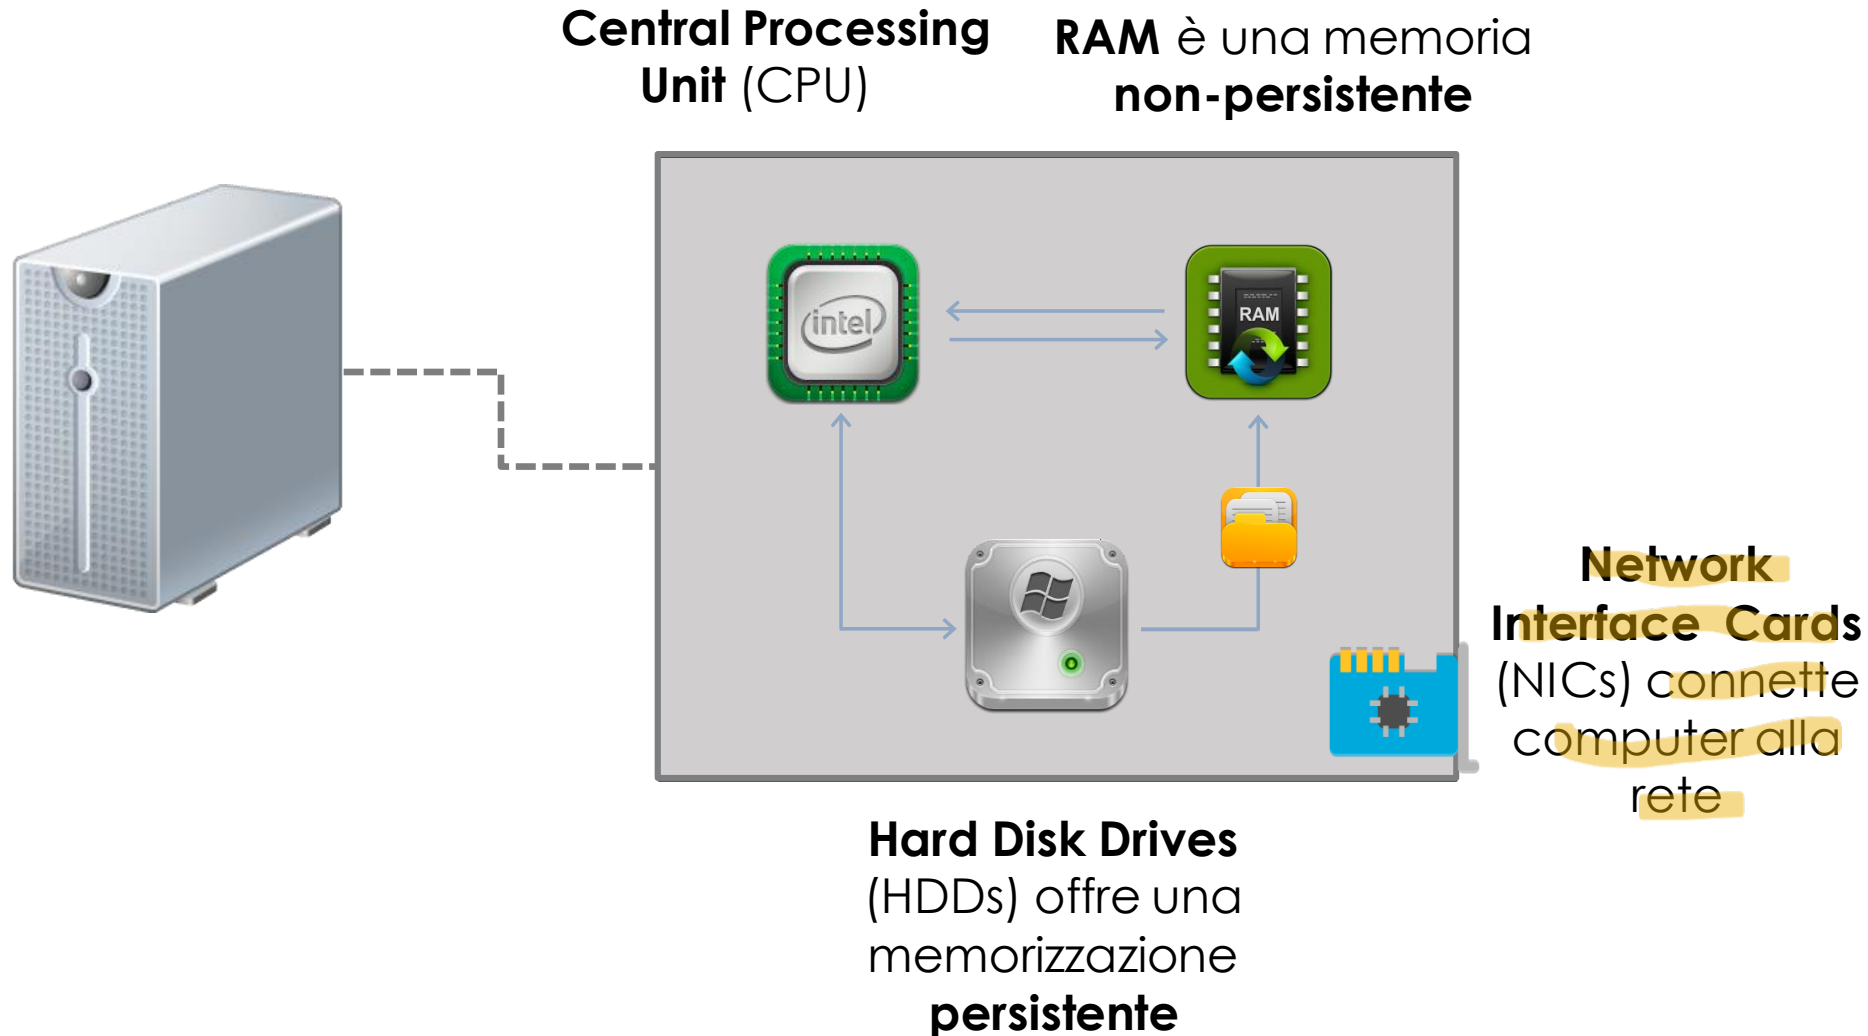 Central Processing
Unit (CPU)
RAM è una memoria
non-persistente
intel
RAM
Network
Interface Cards
(NICs) connette
computer alla
rete
Hard Disk Drives
(HDDs) offre una
memorizzazione
persistente